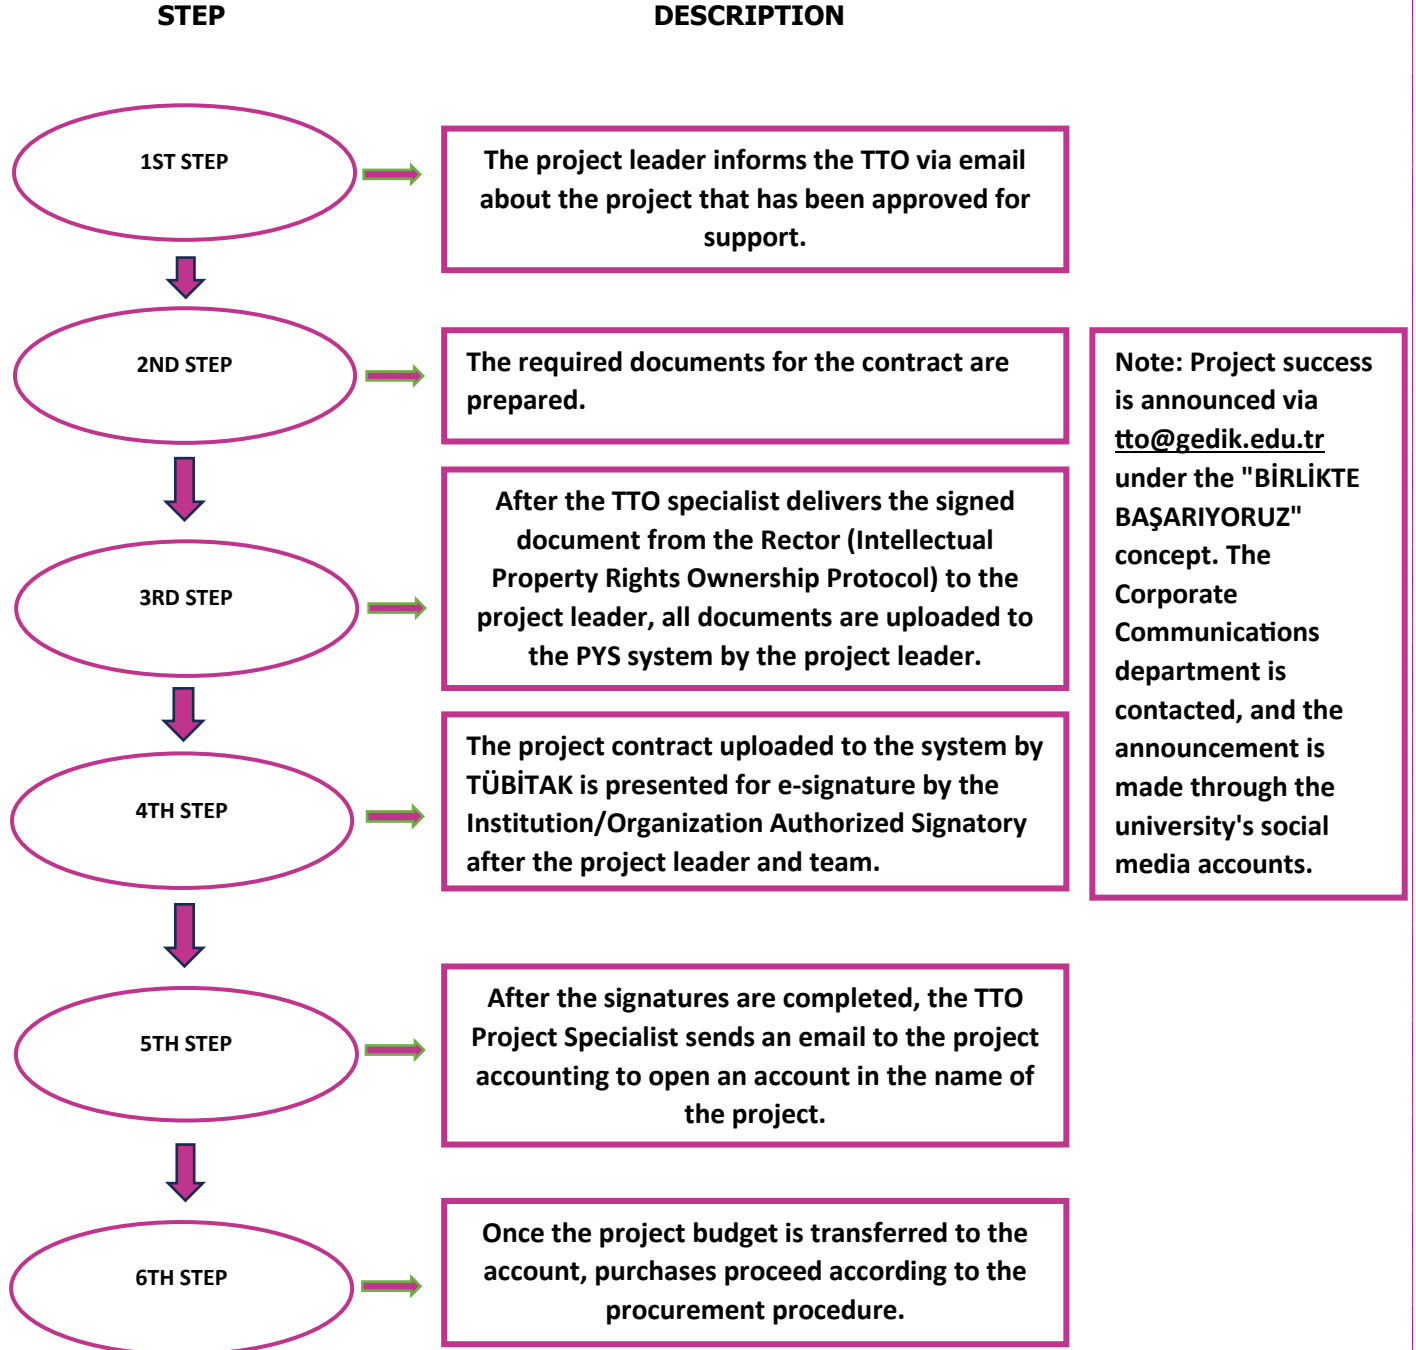 STEP
DESCRIPTION
1ST STEP
The project leader informs the TTO via email
about the project that has been approved for
support.
2ND STEP
The required documents for the contract are
prepared.
3RD STEP
After the TTO specialist delivers the signed
document from the Rector (Intellectual
Property Rights Ownership Protocol) to the
project leader, all documents are uploaded to
the PYS system by the project leader.
4TH STEP
The project contract uploaded to the system by
TÜBİTAK is presented for e-signature by the
Institution/Organization Authorized Signatory
after the project leader and team.
5TH STEP
After the signatures are completed, the TTO
Project Specialist sends an email to the project
accounting to open an account in the name of
the project.
6TH STEP
Once the project budget is transferred to the
account, purchases proceed according to the
procurement procedure.
Note: Project success
is announced via
tto@gedik.edu.tr
under the "BİRLİKTE
BAŞARIYORUZ"
concept. The
Corporate
Communications
department is
contacted, and the
announcement is
made through the
university's social
media accounts.